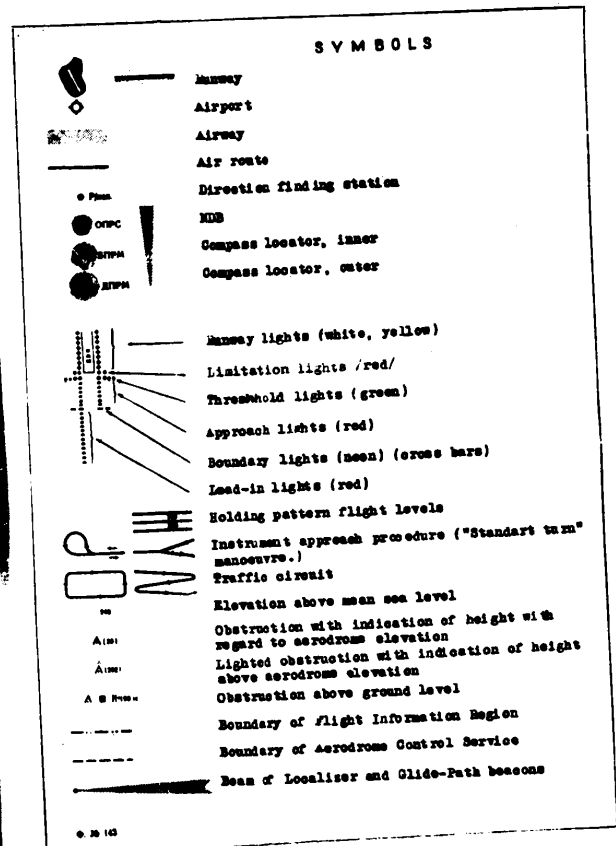 SYMBOLS
Runway
Airport
Airway
Air route
Direction finding station
ОПРС
NDB
БПРМ
Compass locator, inner
ДПРМ
Compass locator, outer
Runway lights (white, yellow)
Limitation lights /red/
Threshhold lights (green)
Approach lights (red)
Boundary lights (neon) (cross bars)
Lead-in lights (red)
Holding pattern flight levels
Instrument approach procedure ("Standart turn"
manoeuvre.)
Traffic circuit
Elevation above mean sea level
Obstruction with indication of height with
regard to aerodrome elevation
Lighted obstruction with indication of height
above aerodrome elevation
Obstruction above ground level
Boundary of Flight Information Region
Boundary of Aerodrome Control Service
Beam of Localiser and Glide-Path beacons